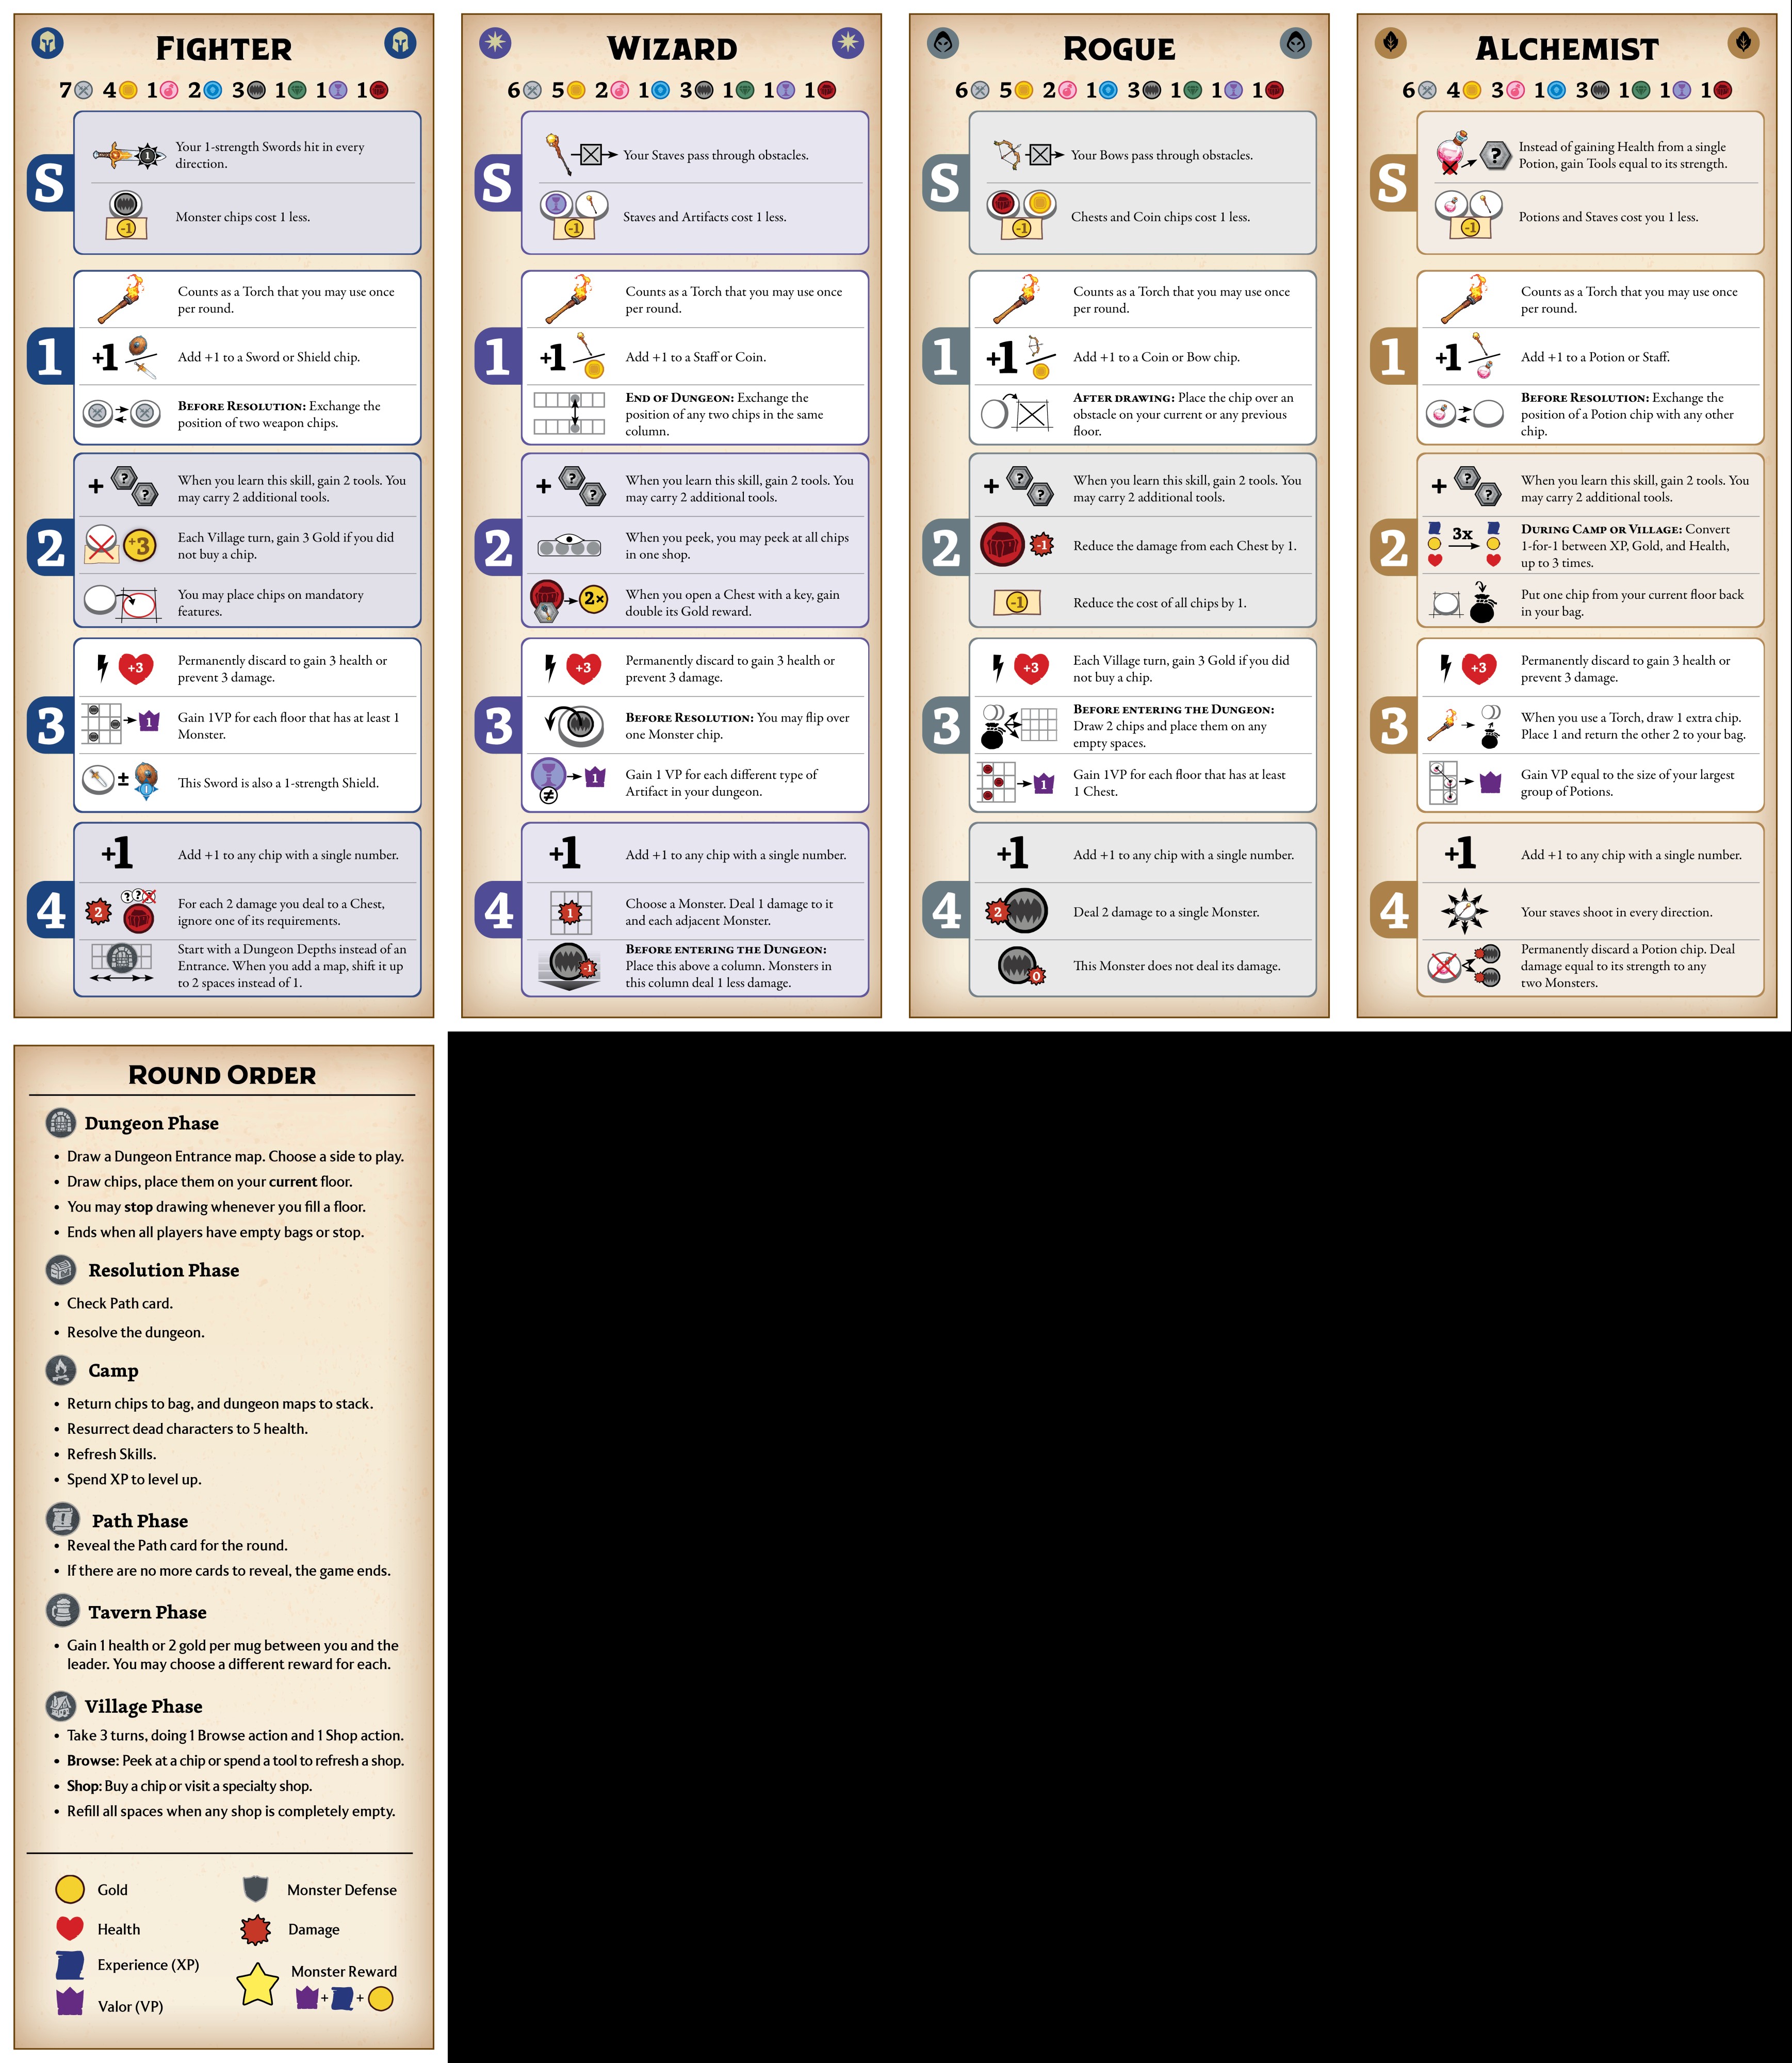 FIGHTER
7 4 1 2 3 1 1 1
S
1
Your 1-strength Swords hit in every
direction.
-1
Monster chips cost 1 less.
1
Counts as a Torch that you may use once
per round.
+1
Add +1 to a Sword or Shield chip.
BEFORE RESOLUTION: Exchange the
position of two weapon chips.
2
+ ? ?
When you learn this skill, gain 2 tools. You
may carry 2 additional tools.
+3
Each Village turn, gain 3 Gold if you did
not buy a chip.
You may place chips on mandatory
features.
3
+3
Permanently discard to gain 3 health or
prevent 3 damage.
1
Gain 1VP for each floor that has at least 1
Monster.
± 1
This Sword is also a 1-strength Shield.
4
+1
Add +1 to any chip with a single number.
2 ? ? ?
For each 2 damage you deal to a Chest,
ignore one of its requirements.
Start with a Dungeon Depths instead of an
Entrance. When you add a map, shift it up
to 2 spaces instead of 1.
WIZARD
6 5 2 1 3 1 1 1
S
Your Staves pass through obstacles.
-1
Staves and Artifacts cost 1 less.
1
Counts as a Torch that you may use once
per round.
+1
Add +1 to a Staff or Coin.
END OF DUNGEON: Exchange the
position of any two chips in the same
column.
2
+ ? ?
When you learn this skill, gain 2 tools. You
may carry 2 additional tools.
When you peek, you may peek at all chips
in one shop.
2×
When you open a Chest with a key, gain
double its Gold reward.
3
+3
Permanently discard to gain 3 health or
prevent 3 damage.
BEFORE RESOLUTION: You may flip over
one Monster chip.
≠ 1
Gain 1 VP for each different type of
Artifact in your dungeon.
4
+1
Add +1 to any chip with a single number.
1
Choose a Monster. Deal 1 damage to it
and each adjacent Monster.
-1
BEFORE ENTERING THE DUNGEON:
Place this above a column. Monsters in
this column deal 1 less damage.
ROGUE
6 5 2 1 3 1 1 1
S
Your Bows pass through obstacles.
-1
Chests and Coin chips cost 1 less.
1
Counts as a Torch that you may use once
per round.
+1
Add +1 to a Coin or Bow chip.
AFTER DRAWING: Place the chip over an
obstacle on your current or any previous
floor.
2
+ ? ?
When you learn this skill, gain 2 tools. You
may carry 2 additional tools.
-1
Reduce the damage from each Chest by 1.
-1
Reduce the cost of all chips by 1.
3
+3
Each Village turn, gain 3 Gold if you did
not buy a chip.
BEFORE ENTERING THE DUNGEON:
Draw 2 chips and place them on any
empty spaces.
1
Gain 1VP for each floor that has at least
1 Chest.
4
+1
Add +1 to any chip with a single number.
2
Deal 2 damage to a single Monster.
0
This Monster does not deal its damage.
ALCHEMIST
6 4 3 1 3 1 1 1
S
?
Instead of gaining Health from a single
Potion, gain Tools equal to its strength.
-1
Potions and Staves cost you 1 less.
1
Counts as a Torch that you may use once
per round.
+1
Add +1 to a Potion or Staff.
BEFORE RESOLUTION: Exchange the
position of a Potion chip with any other
chip.
2
+ ? ?
When you learn this skill, gain 2 tools. You
may carry 2 additional tools.
3x
DURING CAMP OR VILLAGE: Convert
1-for-1 between XP, Gold, and Health,
up to 3 times.
Put one chip from your current floor back
in your bag.
3
+3
Permanently discard to gain 3 health or
prevent 3 damage.
When you use a Torch, draw 1 extra chip.
Place 1 and return the other 2 to your bag.
Gain VP equal to the size of your largest
group of Potions.
4
+1
Add +1 to any chip with a single number.
Your staves shoot in every direction.
Permanently discard a Potion chip. Deal
damage equal to its strength to any
two Monsters.
ROUND ORDER
Dungeon Phase
• Draw a Dungeon Entrance map. Choose a side to play.
• Draw chips, place them on your current floor.
• You may stop drawing whenever you fill a floor.
• Ends when all players have empty bags or stop.
Resolution Phase
• Check Path card.
• Resolve the dungeon.
Camp
• Return chips to bag, and dungeon maps to stack.
• Resurrect dead characters to 5 health.
• Refresh Skills.
• Spend XP to level up.
Path Phase
• Reveal the Path card for the round.
• If there are no more cards to reveal, the game ends.
Tavern Phase
• Gain 1 health or 2 gold per mug between you and the
leader. You may choose a different reward for each.
Village Phase
• Take 3 turns, doing 1 Browse action and 1 Shop action.
• Browse: Peek at a chip or spend a tool to refresh a shop.
• Shop: Buy a chip or visit a specialty shop.
• Refill all spaces when any shop is completely empty.
Gold
Health
Experience (XP)
Valor (VP)
Monster Defense
Damage
Monster Reward
+ +